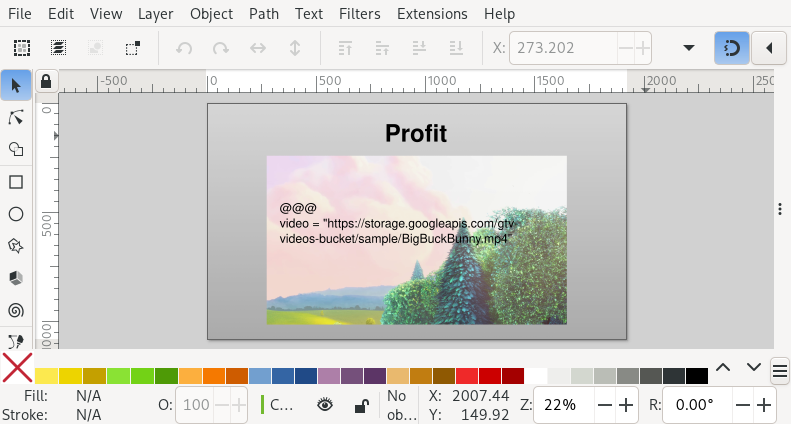 File Edit View Layer Object Path Text Filters Extensions Help
X: 273.202
-500 0 500 1000 1500 2000
0
500
1000
Profit
@@@
video = "https://storage.googleapis.com/gtv-
videos-bucket/sample/BigBuckBunny.mp4"
Fill: N/A O: 100 C... No X: 2007.44 Z: 22% R: 0.00°
Stroke: N/A ob... Y: 149.92